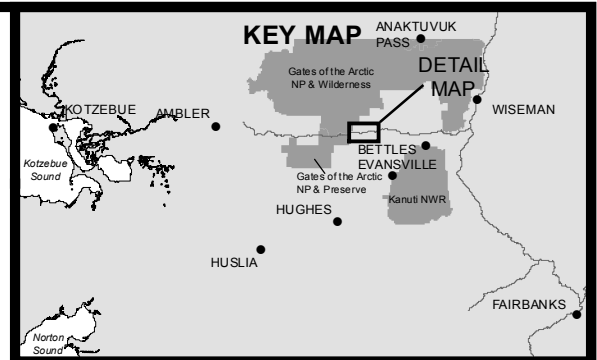 KEY MAP
ANAKTUVUK
PASS
Gates of the Arctic
NP & Wilderness
DETAIL
MAP
KOTZEBUE
AMBLER
WISEMAN
Kotzebue
Sound
BETTLES
EVANSVILLE
Gates of the Arctic
NP & Preserve
Kanuti NWR
HUGHES
HUSLIA
FAIRBANKS
Norton
Sound